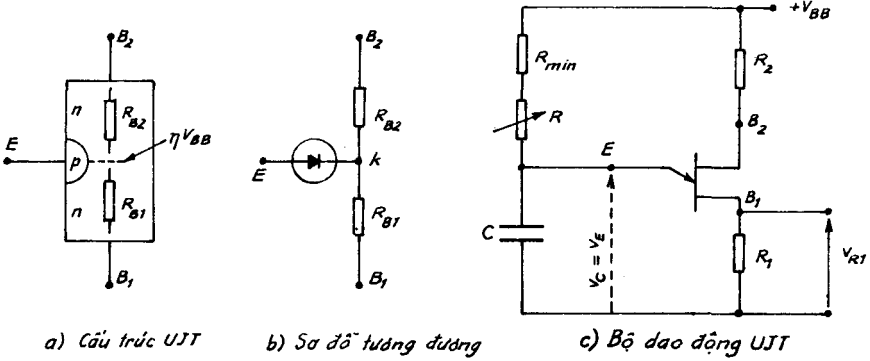 B2
n
RB2
ηVBB
E
p
n
RB1
B1
a) Cấu trúc UJT
B2
RB2
E
k
RB1
B1
b) Sơ đồ tương đương
+VBB
Rmin
R2
R
B2
E
B1
C
VC = VE
R1
VR1
c) Bộ dao động UJT